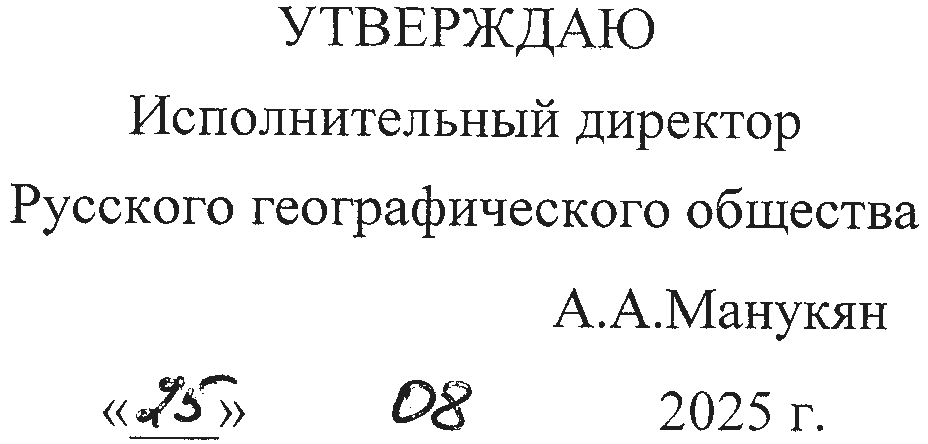 УТВЕРЖДАЮ
Исполнительный директор
Русского географического общества
А.А.Манукян
«25» 08 2025 г.